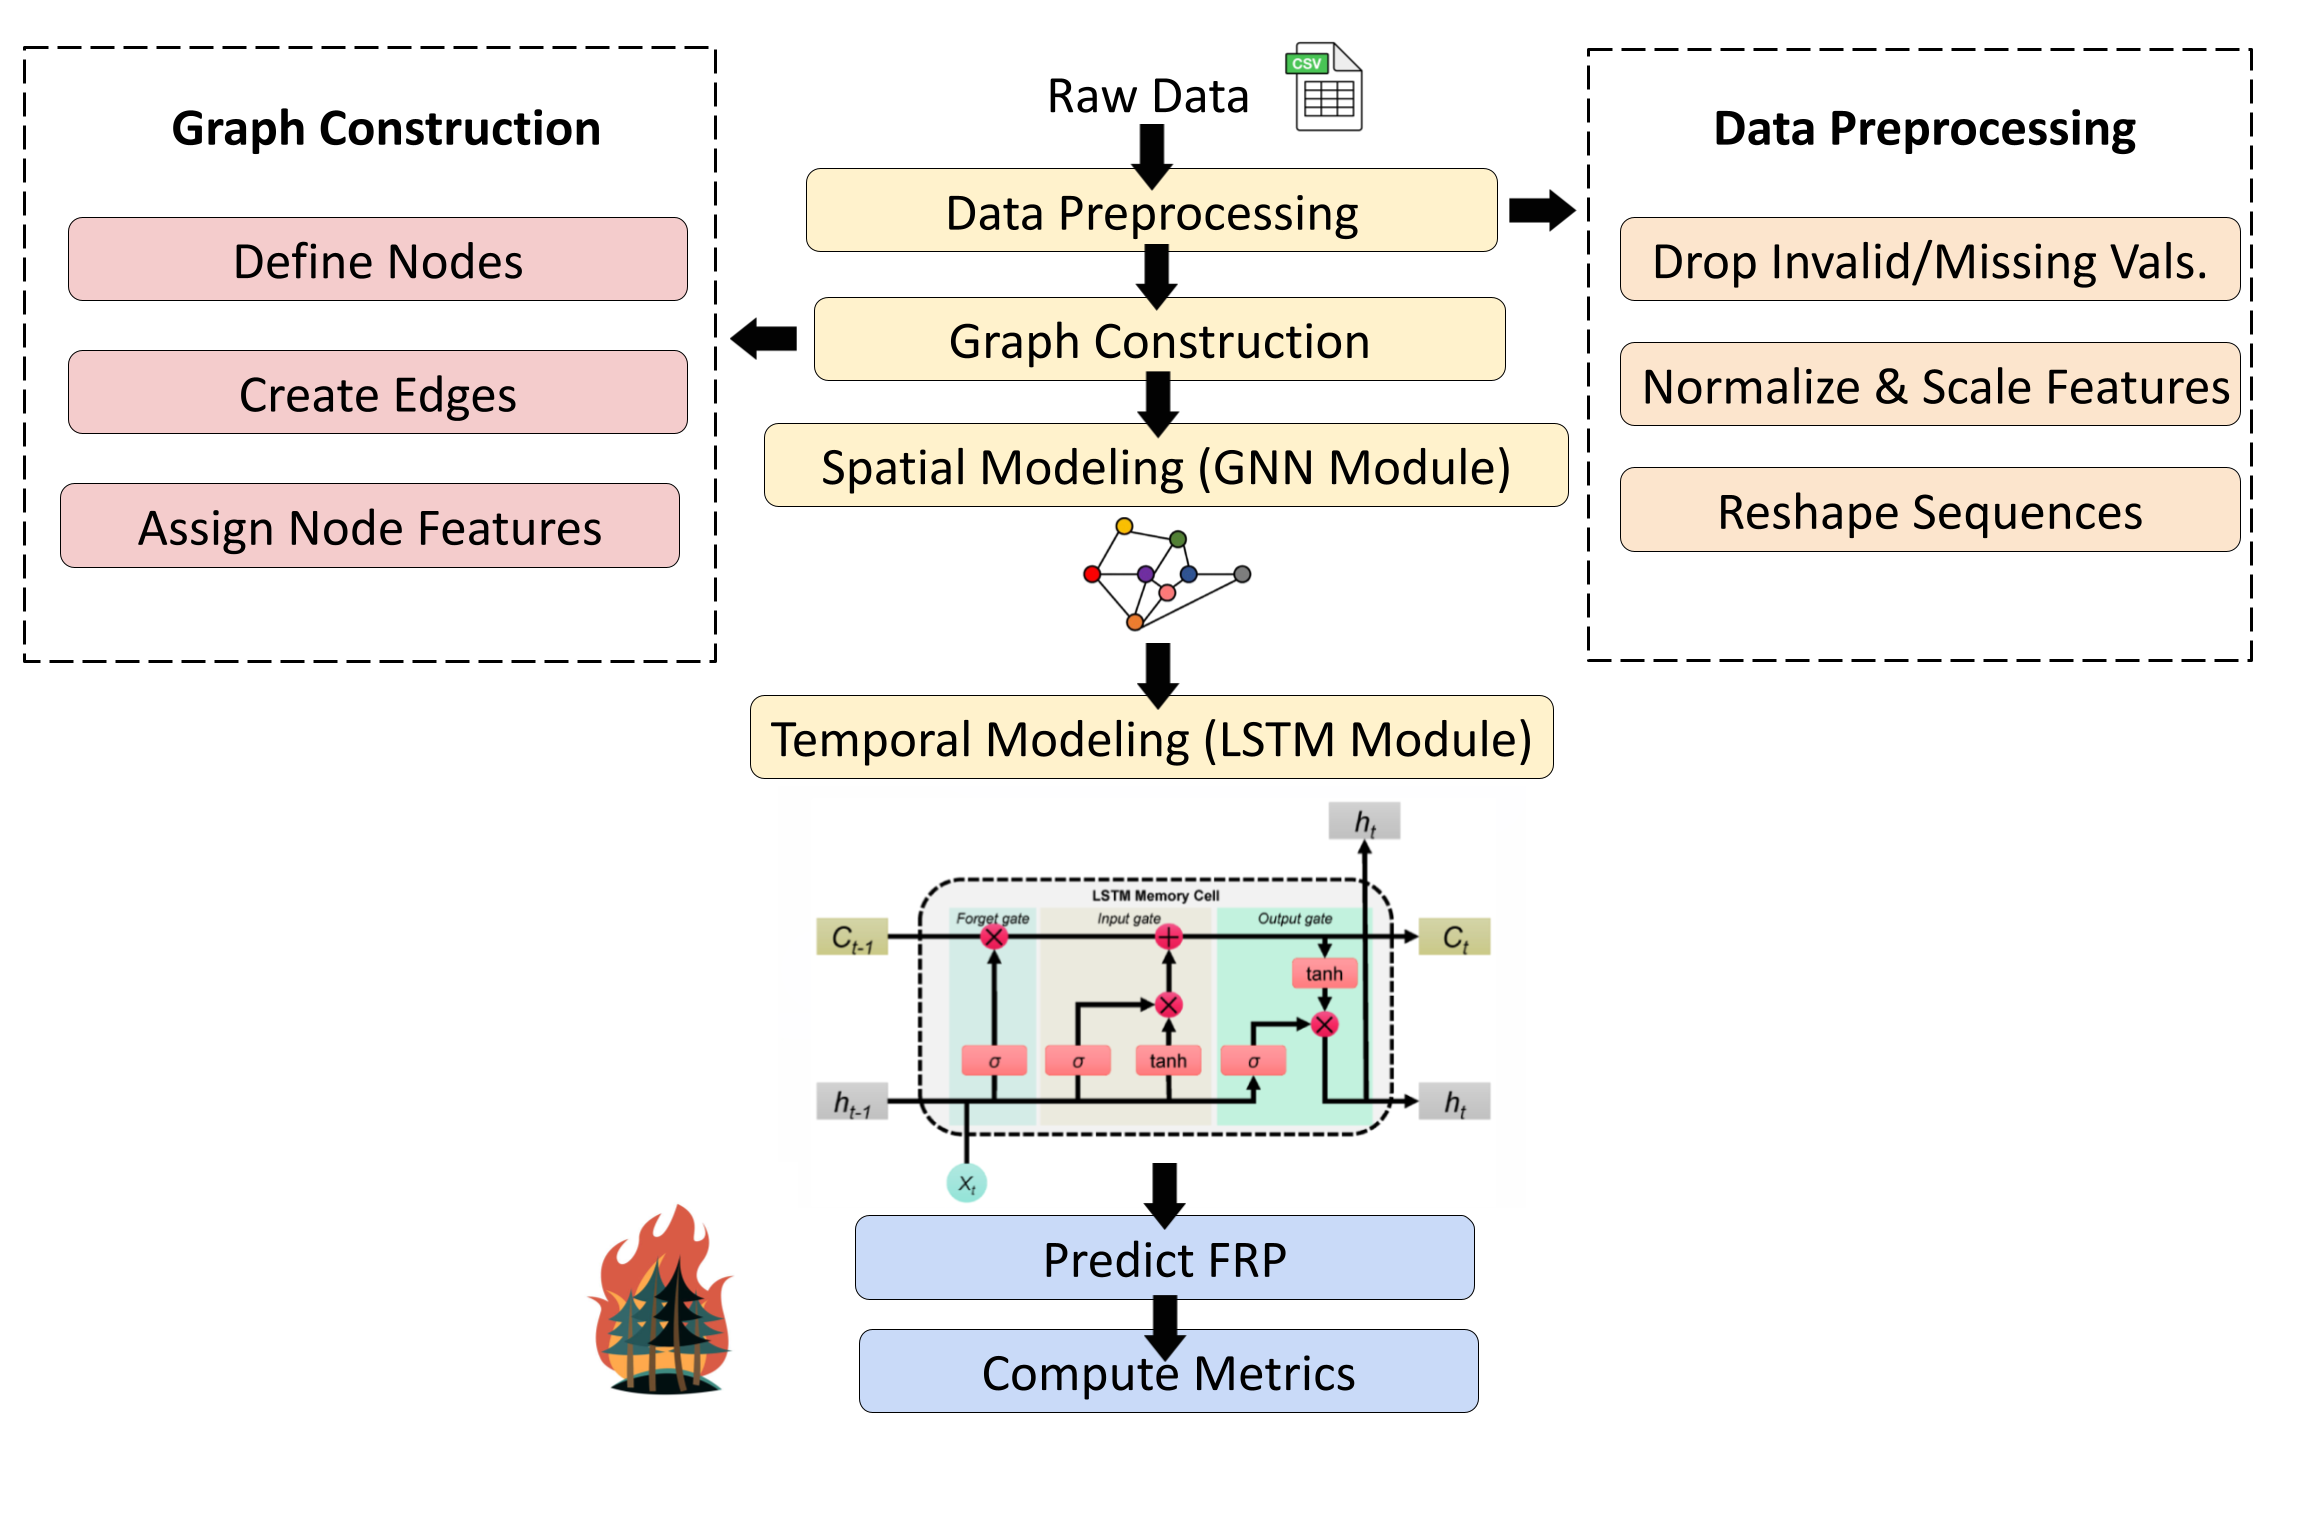 Graph Construction
Define Nodes
Create Edges
Assign Node Features
Raw Data
CSV
Data Preprocessing
Graph Construction
Spatial Modeling (GNN Module)
Temporal Modeling (LSTM Module)
Data Preprocessing
Drop Invalid/Missing Vals.
Normalize & Scale Features
Reshape Sequences
h_t
LSTM Memory Cell
Forget gate
Input gate
Output gate
C_{t-1}
C_t
tanh
σ
σ
tanh
σ
h_{t-1}
h_t
x_t
Predict FRP
Compute Metrics